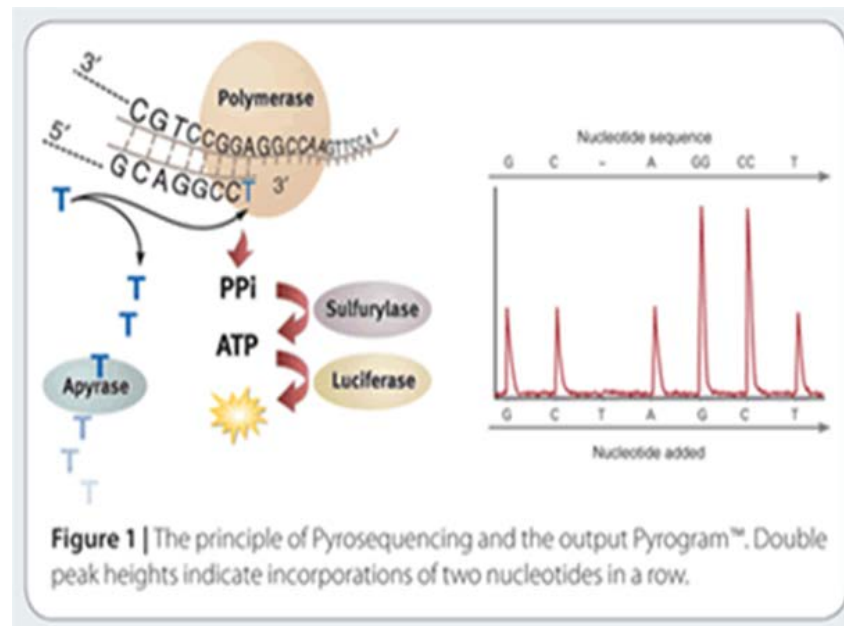 3′
5′
CGTCCGGAGGCCAAGTTCCA
GCAGGCCT
3′
Polymerase
T
T
T
T
Apyrase
T
T
T
PPi
Sulfurylase
ATP
Luciferase
Nucleotide sequence
G C - A GG CC T
G C T A G C T
Nucleotide added
Figure 1 | The principle of Pyrosequencing and the output Pyrogram™. Double
peak heights indicate incorporations of two nucleotides in a row.